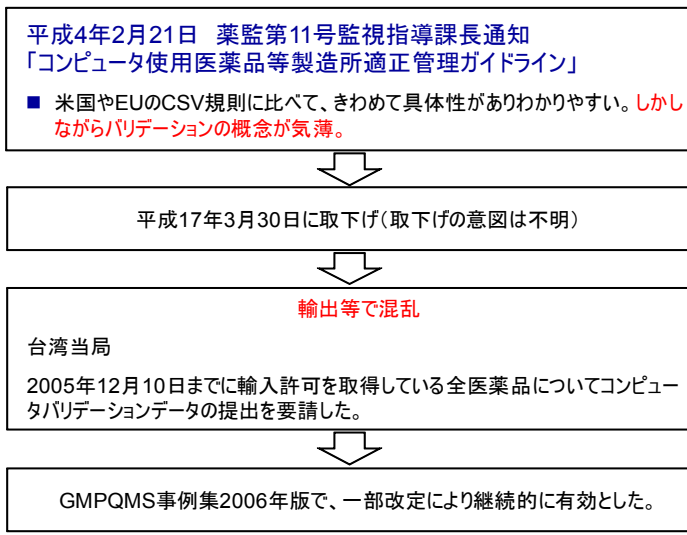 平成4年2月21日 薬監第11号監視指導課長通知
「コンピュータ使用医薬品等製造所適正管理ガイドライン」
■ 米国やEUのCSV規則に比べて、きわめて具体性がありわかりやすい。しかし
ながらバリデーションの概念が気薄。
平成17年3月30日に取下げ(取下げの意図は不明)
輸出等で混乱
台湾当局
2005年12月10日までに輸入許可を取得している全医薬品についてコンピュー
タバリデーションデータの提出を要請した。
GMPQMS事例集2006年版で、一部改定により継続的に有効とした。